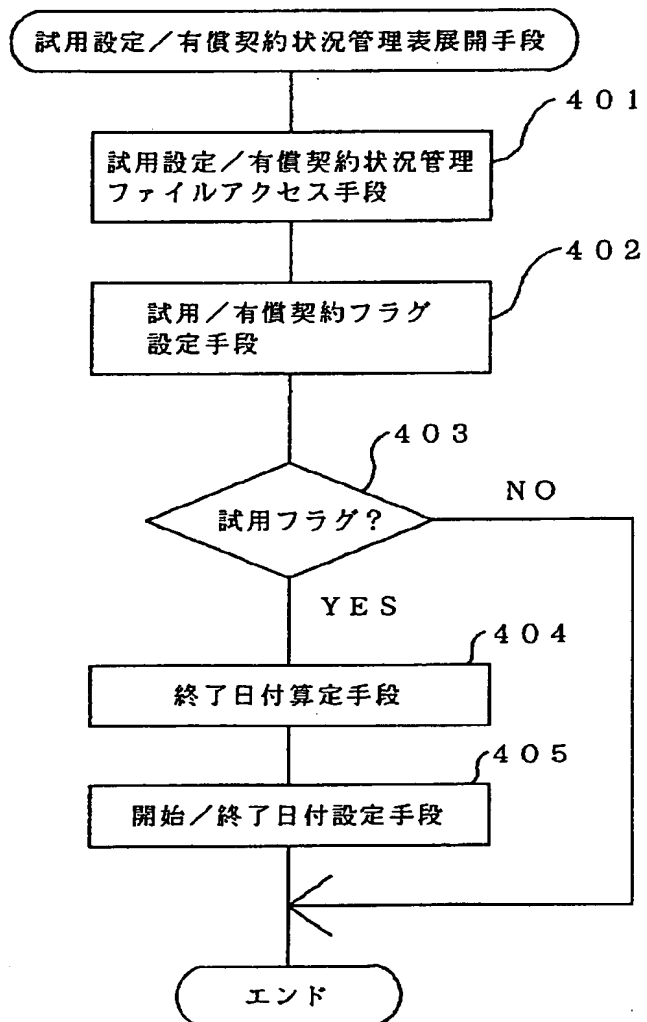 試用設定／有償契約状況管理表展開手段
401
試用設定／有償契約状況管理
ファイルアクセス手段
402
試用／有償契約フラグ
設定手段
403
試用フラグ?
NO
YES
404
終了日付算定手段
405
開始／終了日付設定手段
エンド